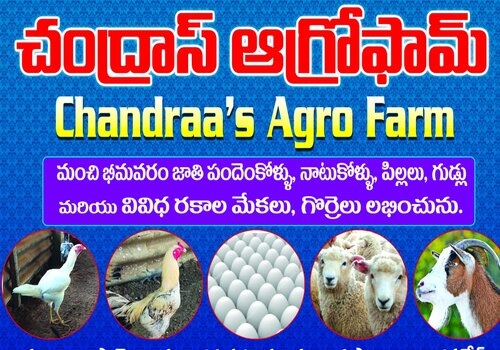 చంద్రాస్ ఆగ్రోఫామ్
Chandraa's Agro Farm
మంచి భీమవరం జాతి పందెంకోళ్ళు, నాటుకోళ్ళు, పిల్లలు, గుడ్లు
మరియు వివిధ రకాల మేకలు, గొర్రెలు లభించును.